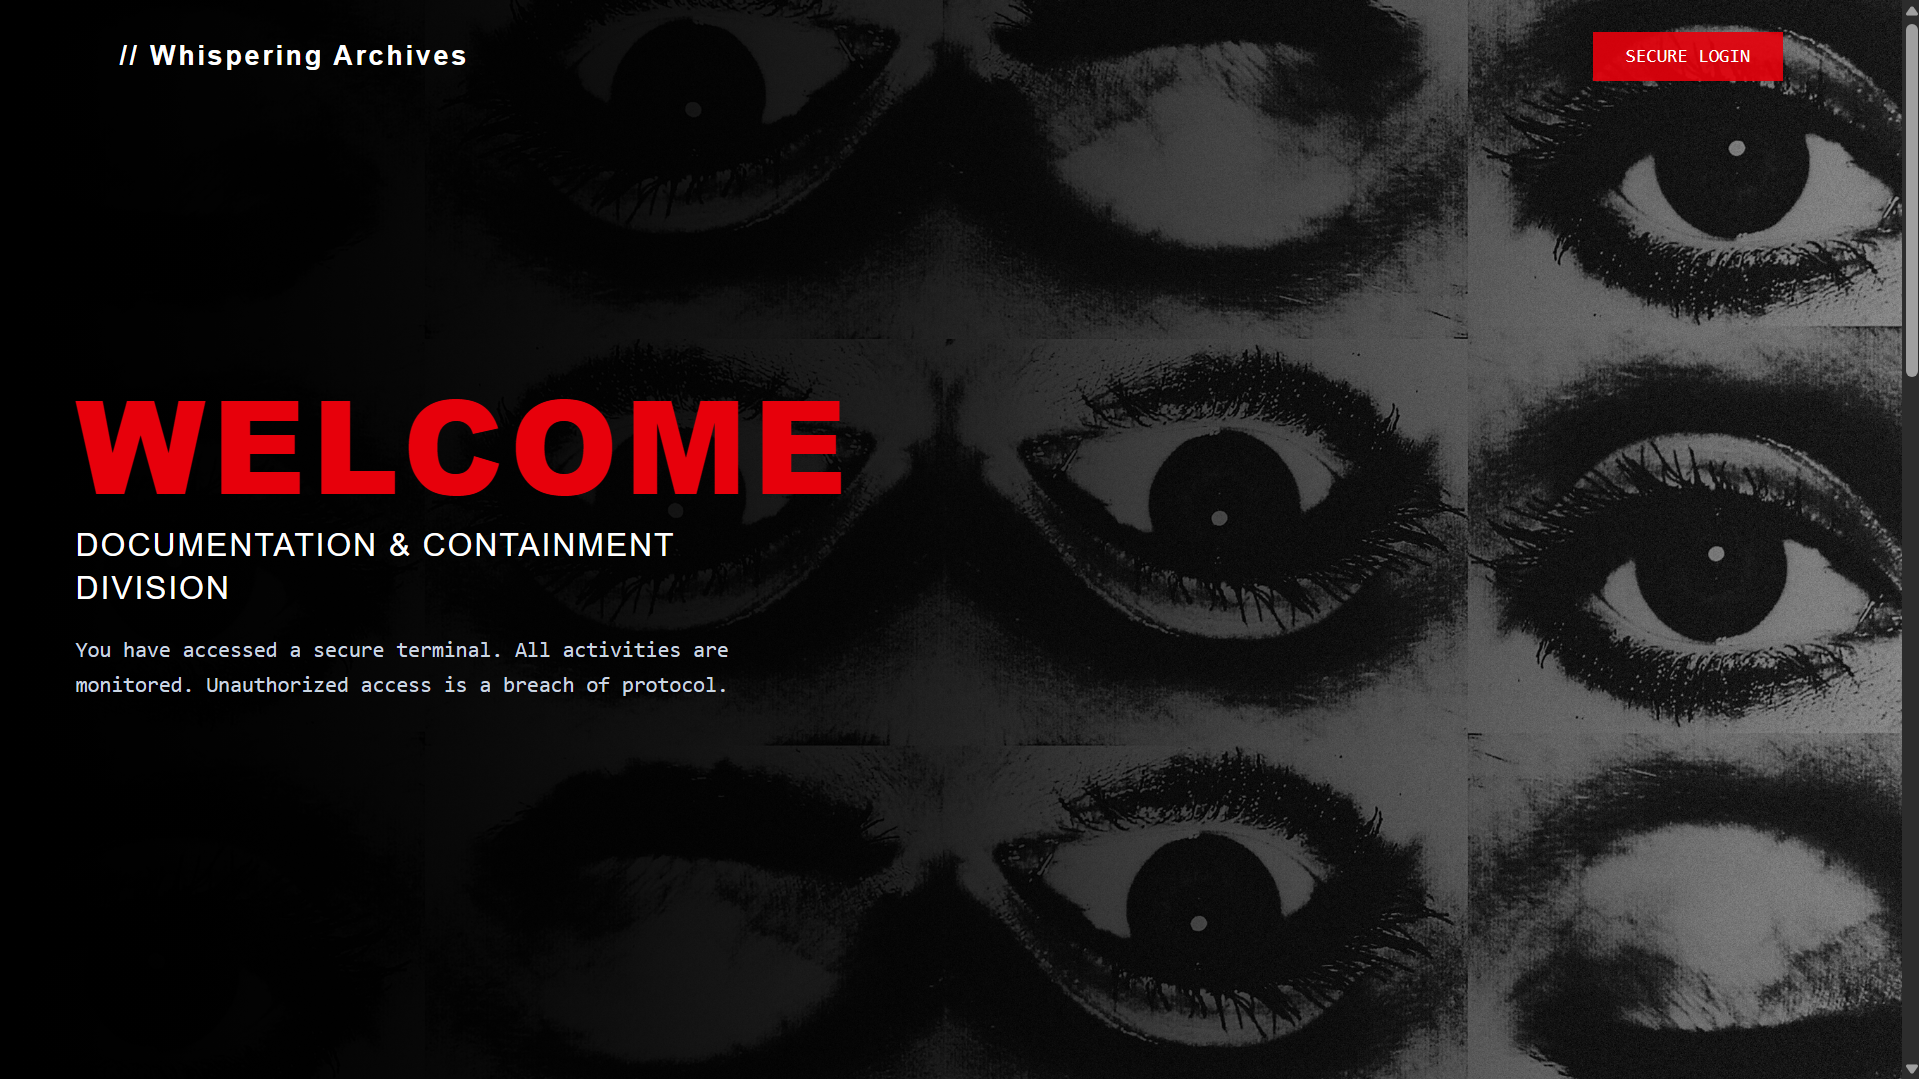 // Whispering Archives
SECURE LOGIN
WELCOME
DOCUMENTATION & CONTAINMENT
DIVISION
You have accessed a secure terminal. All activities are
monitored. Unauthorized access is a breach of protocol.